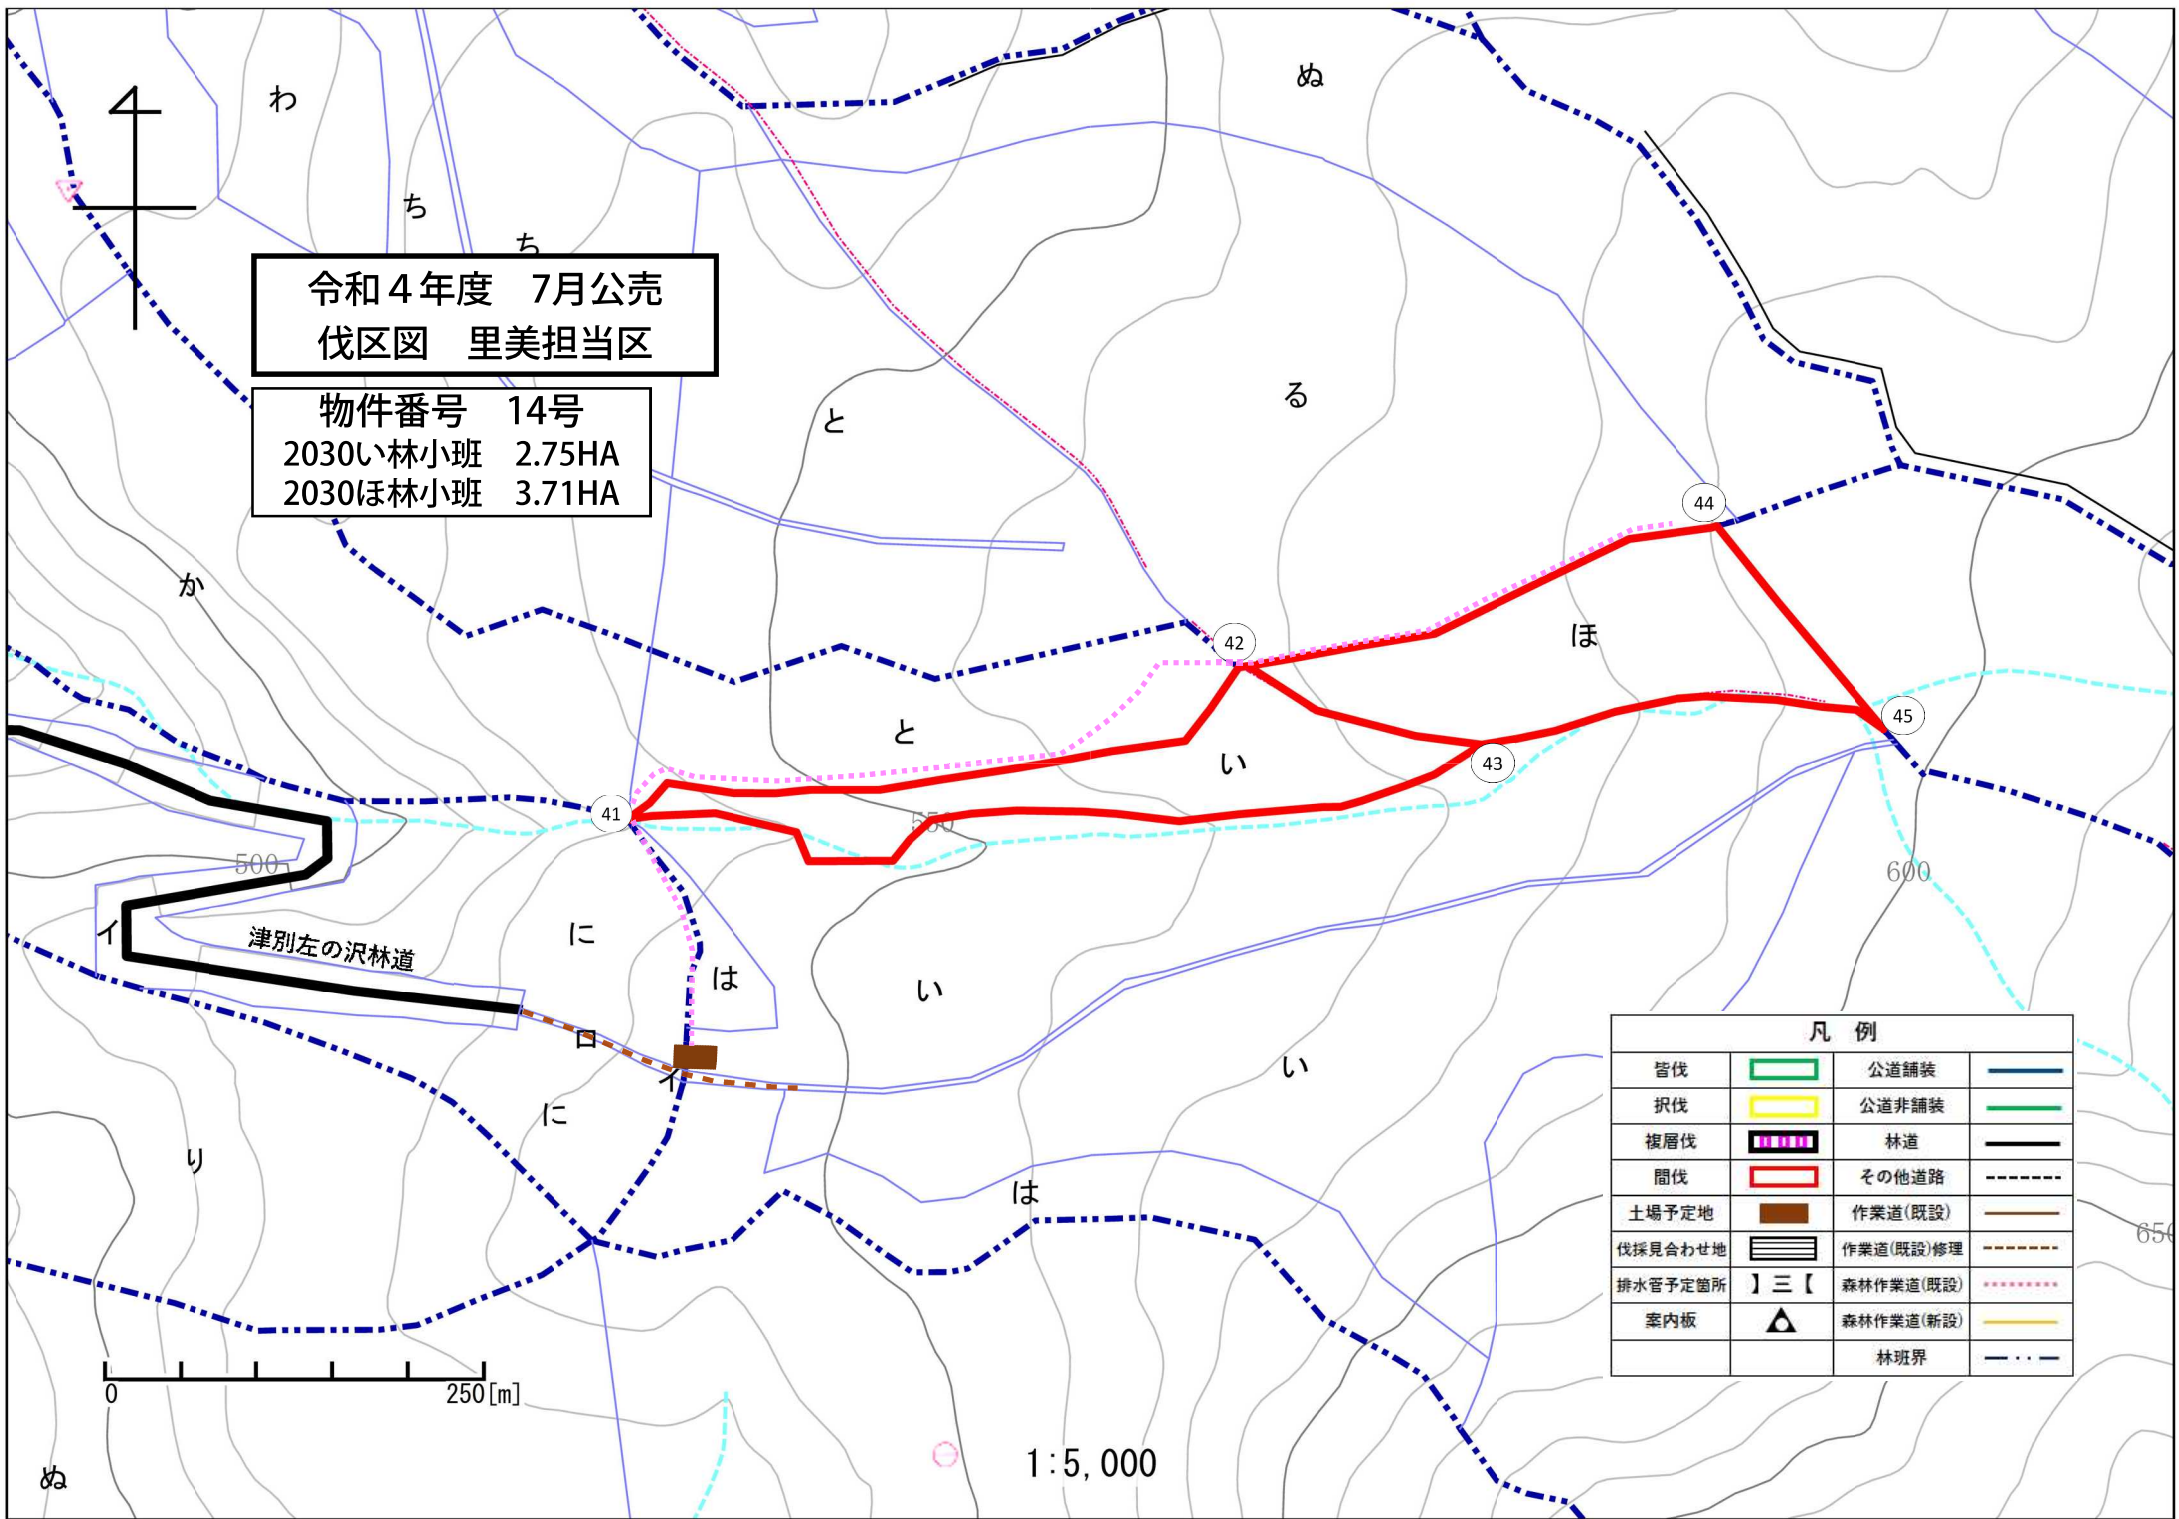 わ
ぬ
ち
ち
令和４年度　7月公売
伐区図　里美担当区
物件番号　14号
2030い林小班　2.75HA
2030ほ林小班　3.71HA
と
る
44
か
42
ほ
と
い
45
43
41
550
500
600
イ
津別左の沢林道
に
は
い
ロ
イ
い
に
り
は
凡　例
皆伐　公道舗装
択伐　公道非舗装
複層伐　林道
間伐　その他道路
土場予定地　作業道(既設)
伐採見合わせ地　作業道(既設)修理
排水管予定箇所　】三【　森林作業道(既設)
案内板　森林作業道(新設)
林班界
650
0　250[m]
1:5,000
ぬ